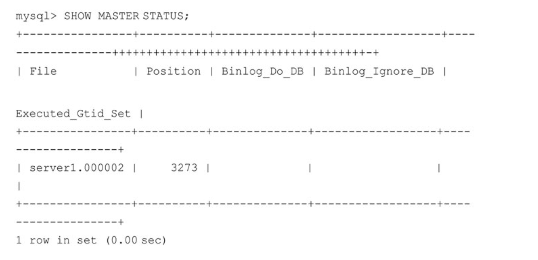 mysql> SHOW MASTER STATUS;
+---------------+----------+--------------+------------------+----
--------------+++++++++++++++++++++++++++++++++++++-+
| File | Position | Binlog_Do_DB | Binlog_Ignore_DB |
Executed_Gtid_Set |
+---------------+----------+--------------+------------------+----
---------------+
| server1.000002 | 3273 | | |
|
+---------------+----------+--------------+------------------+----
---------------+
1 row in set (0.00 sec)